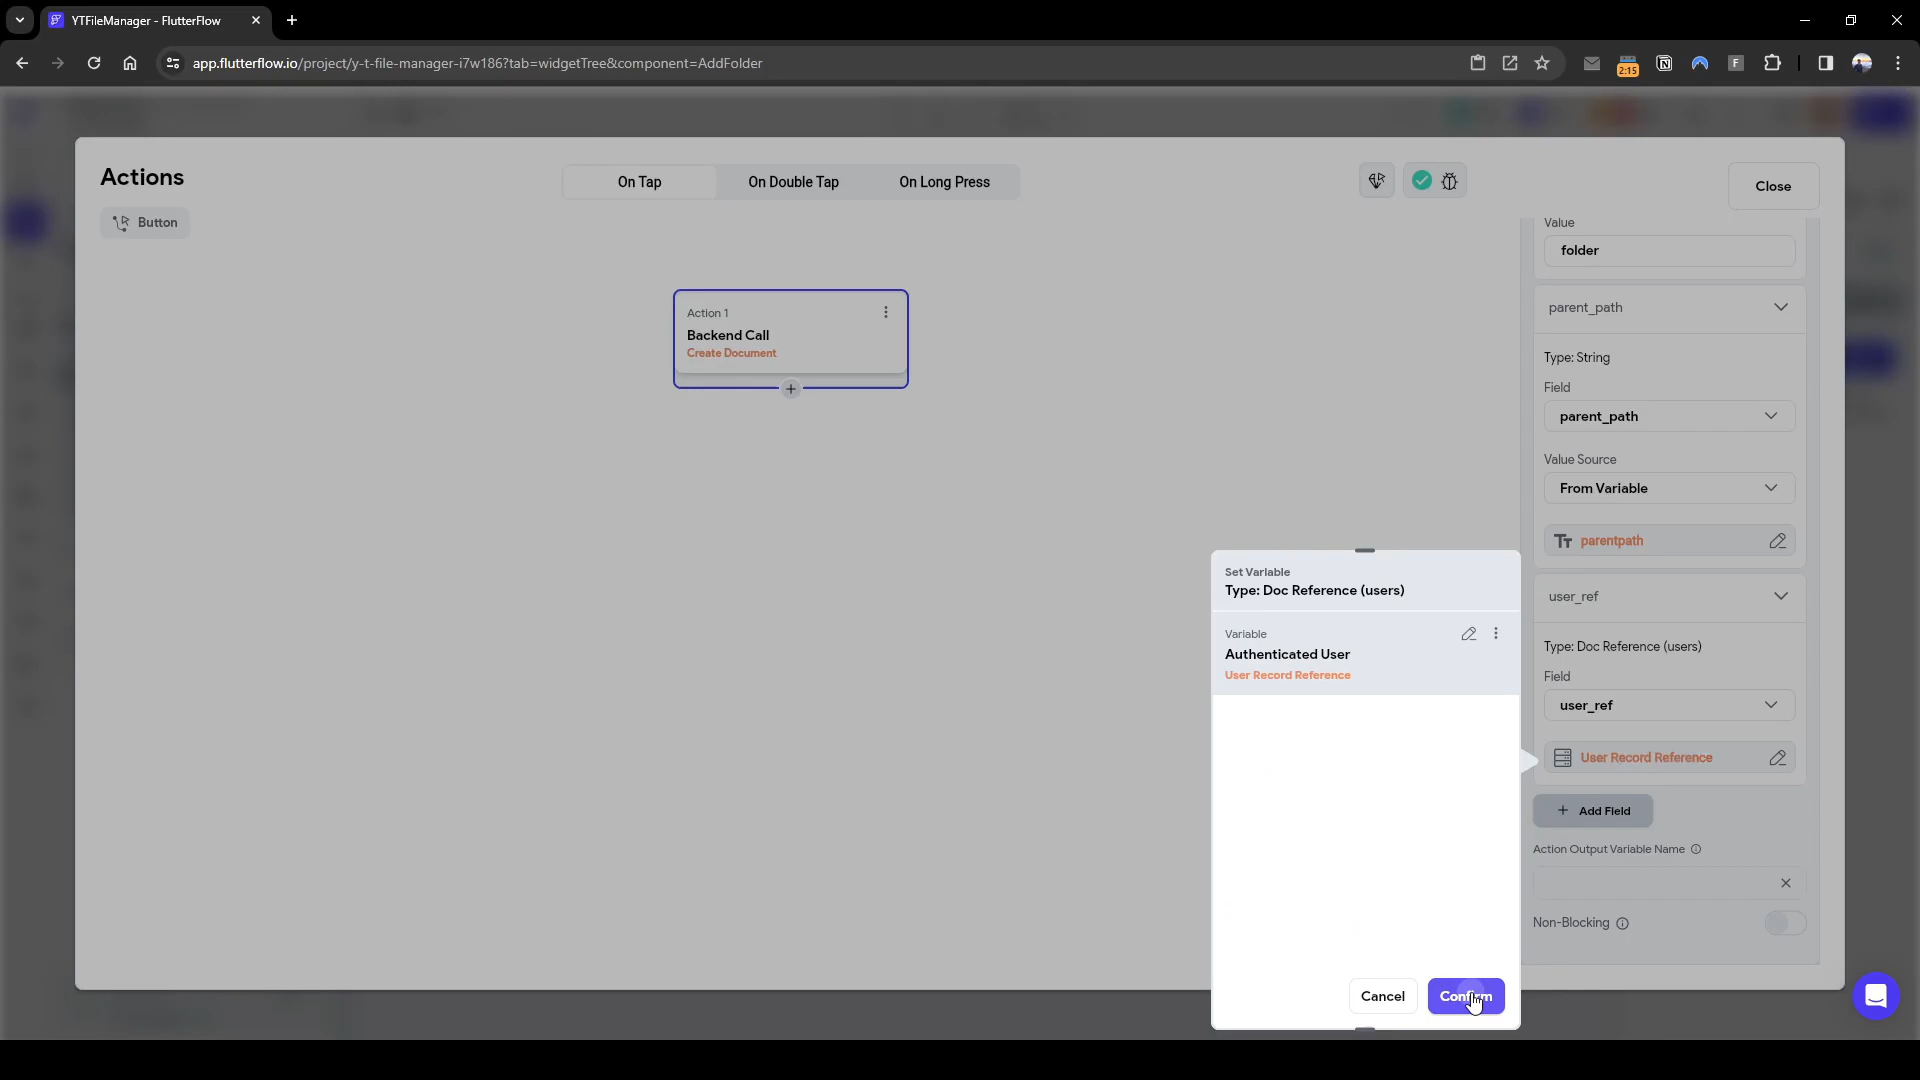 YTFileManager - FlutterFlow
app.flutterflow.io/project/y-t-file-manager-i7w186?tab=widgetTree&component=AddFolder
2:15
F
Actions
On Tap
On Double Tap
On Long Press
Close
Button
Value
folder
Action 1
Backend Call
Create Document
parent_path
Type: String
Field
parent_path
Value Source
From Variable
Tт parentpath
Set Variable
Type: Doc Reference (users)
Variable
Authenticated User
User Record Reference
user_ref
Type: Doc Reference (users)
Field
user_ref
User Record Reference
+ Add Field
Action Output Variable Name
Non-Blocking
Cancel
Confirm